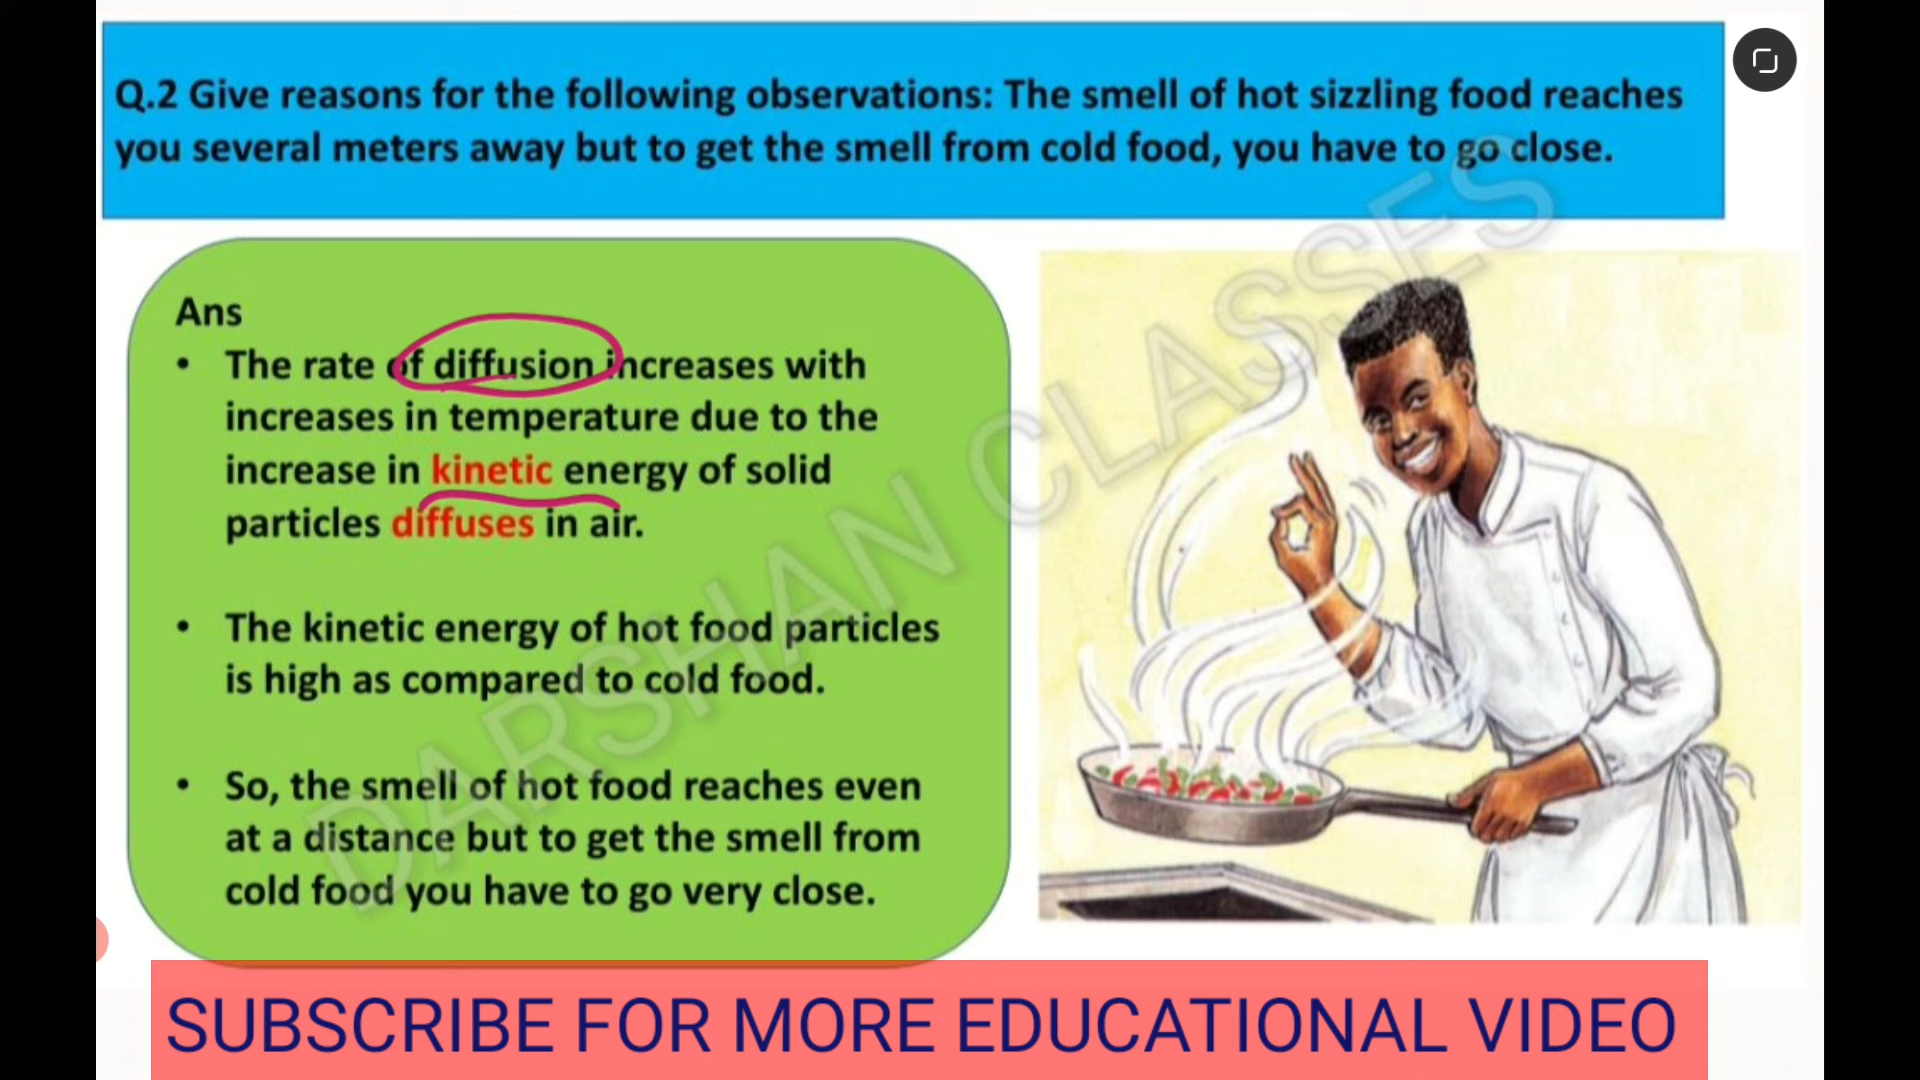 Q.2 Give reasons for the following observations: The smell of hot sizzling food reaches
you several meters away but to get the smell from cold food, you have to go close.
Ans
• The rate of diffusion increases with
increases in temperature due to the
increase in kinetic energy of solid
particles diffuses in air.
• The kinetic energy of hot food particles
is high as compared to cold food.
• So, the smell of hot food reaches even
at a distance but to get the smell from
cold food you have to go very close.
DARSHAN CLASSES
SUBSCRIBE FOR MORE EDUCATIONAL VIDEO